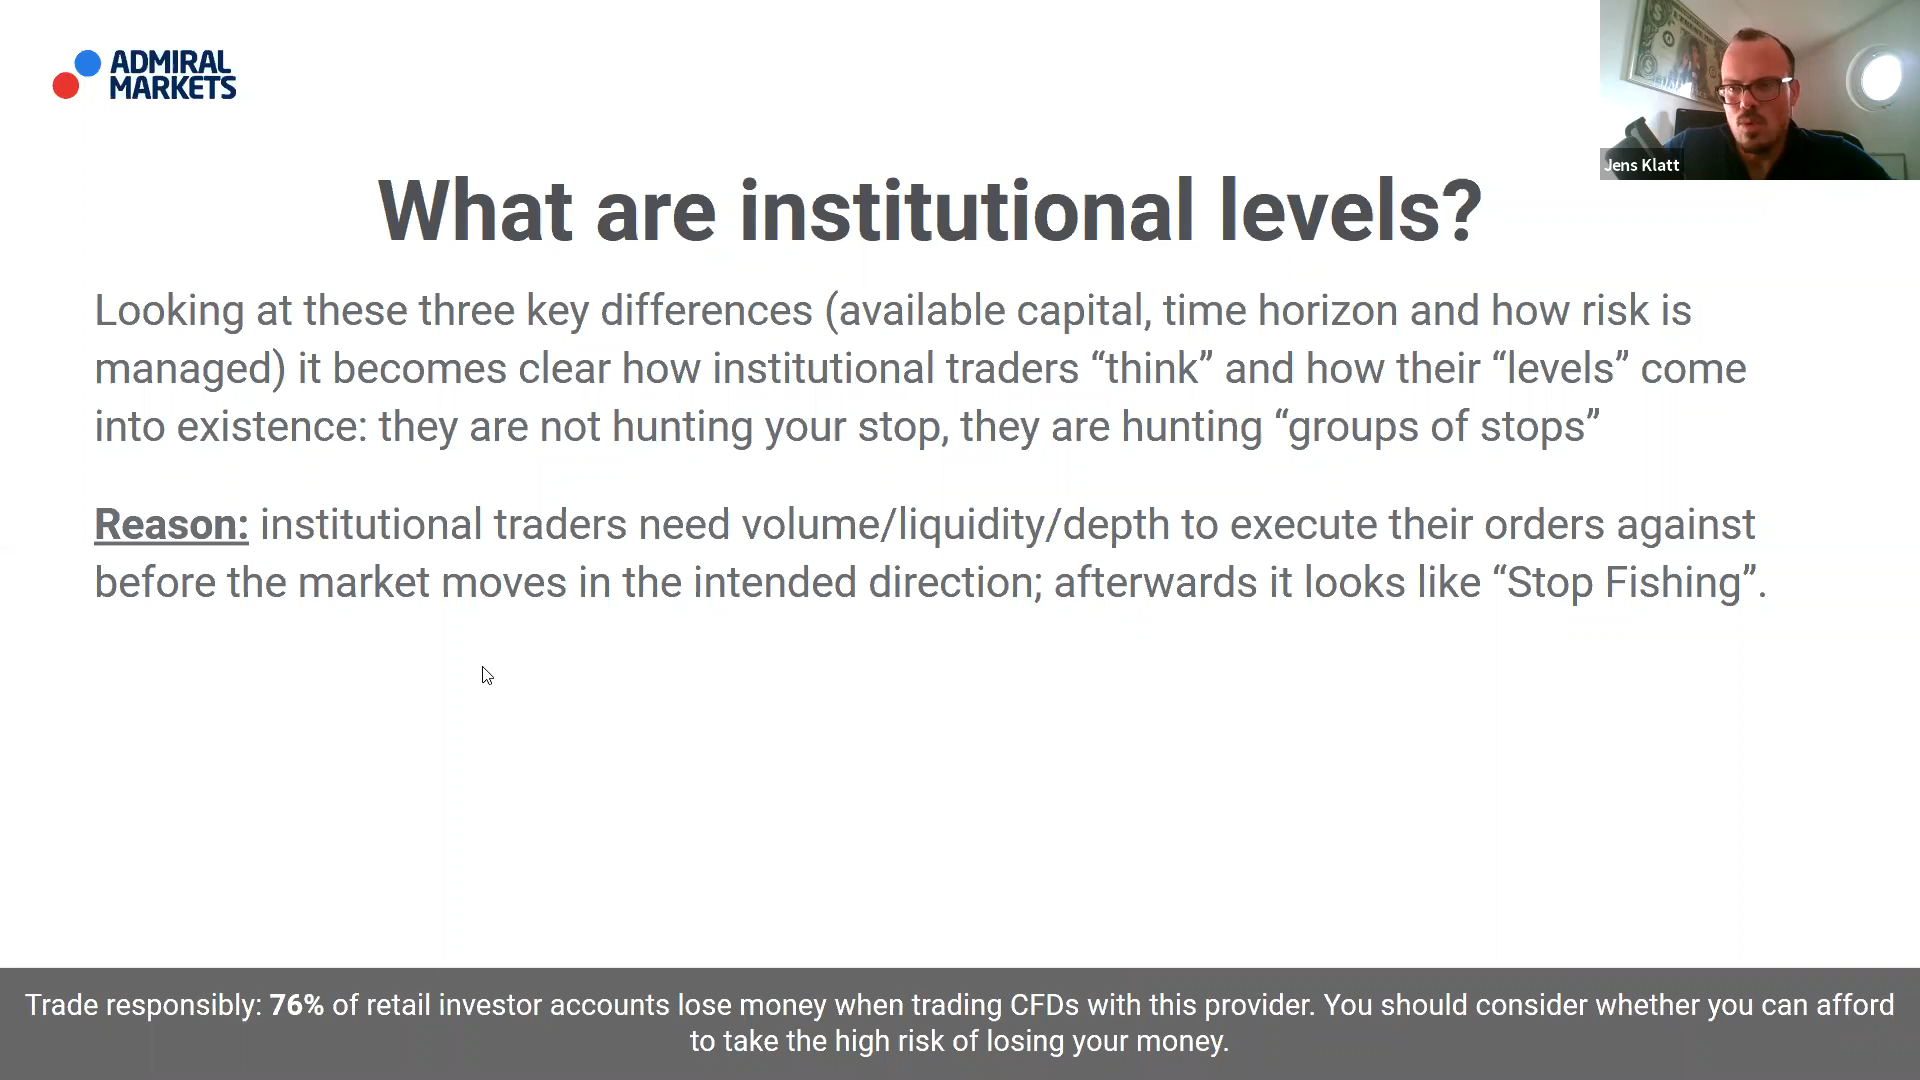 ADMIRAL
MARKETS
Jens Klatt
What are institutional levels?
Looking at these three key differences (available capital, time horizon and how risk is
managed) it becomes clear how institutional traders “think” and how their “levels” come
into existence: they are not hunting your stop, they are hunting “groups of stops”
Reason: institutional traders need volume/liquidity/depth to execute their orders against
before the market moves in the intended direction; afterwards it looks like “Stop Fishing”.
Trade responsibly: 76% of retail investor accounts lose money when trading CFDs with this provider. You should consider whether you can afford
to take the high risk of losing your money.